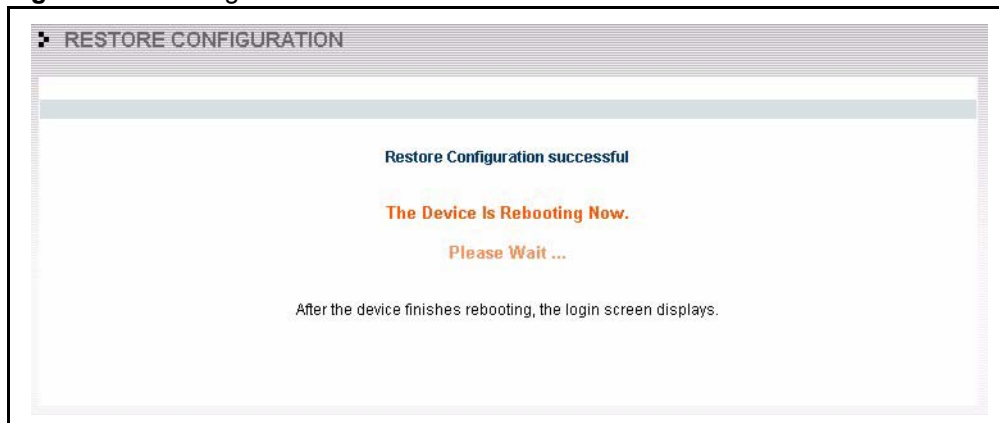 RESTORE CONFIGURATION
Restore Configuration successful
The Device Is Rebooting Now.
Please Wait ...
After the device finishes rebooting, the login screen displays.